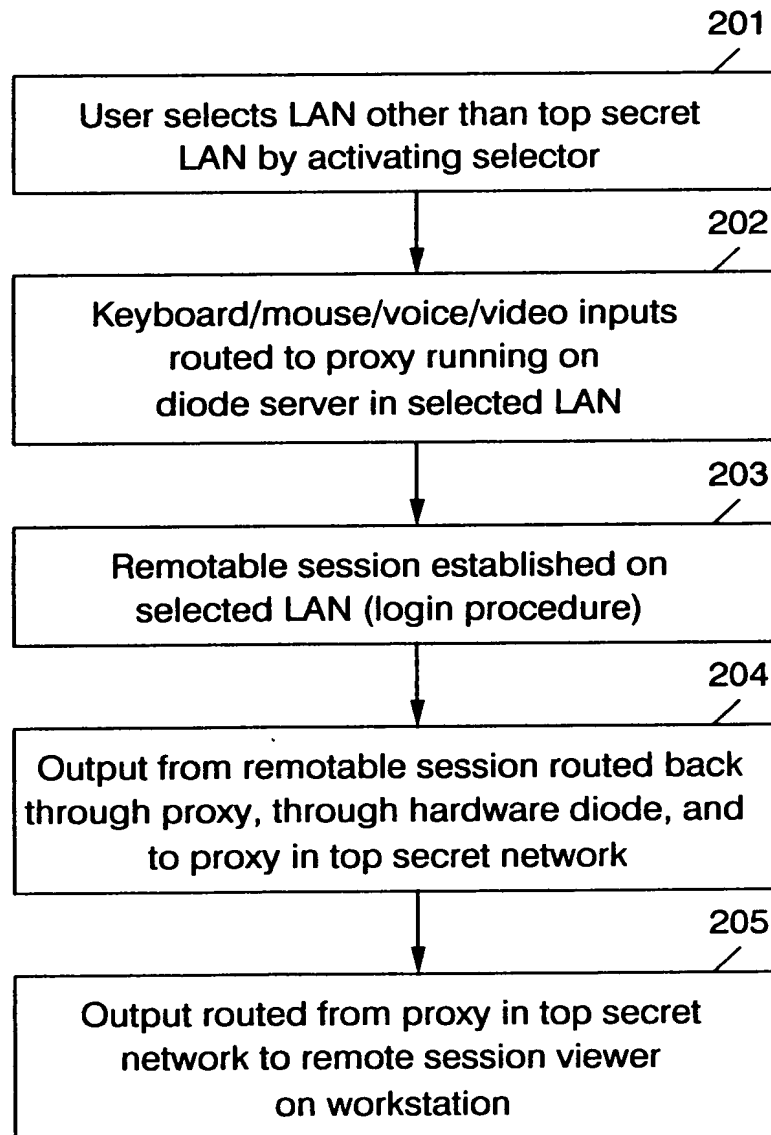 201
User selects LAN other than top secret
LAN by activating selector
202
Keyboard/mouse/voice/video inputs
routed to proxy running on
diode server in selected LAN
203
Remotable session established on
selected LAN (login procedure)
204
Output from remotable session routed back
through proxy, through hardware diode, and
to proxy in top secret network
205
Output routed from proxy in top secret
network to remote session viewer
on workstation